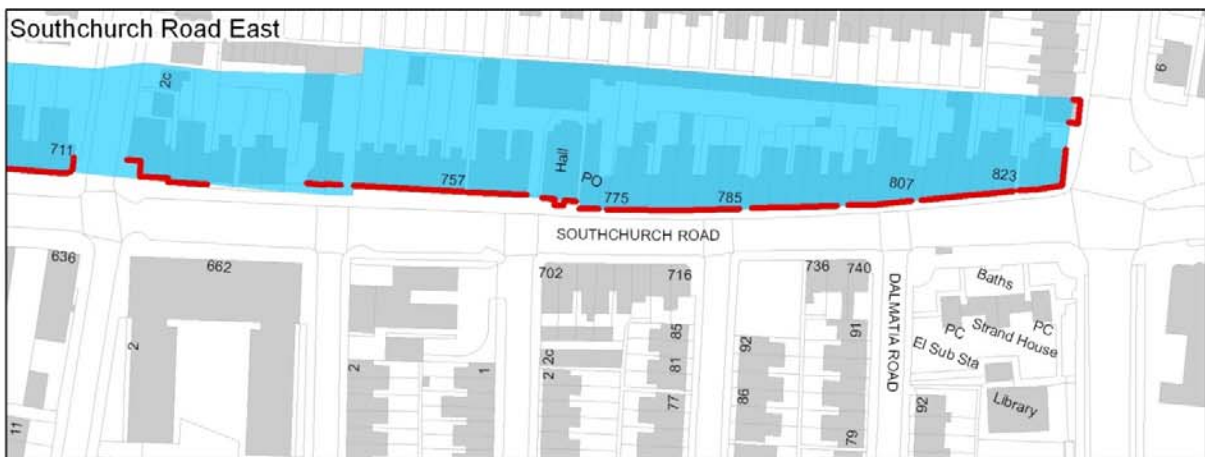 Southchurch Road East
2c
6
711
757
Hall
PO
775
785
807
823
SOUTHCHURCH ROAD
636
662
702
716
736
740
DALMATIA ROAD
Baths
PC
Strand House
PC
El Sub Sta
Library
2
2
1
2
2c
85
81
77
92
86
91
79
92
11